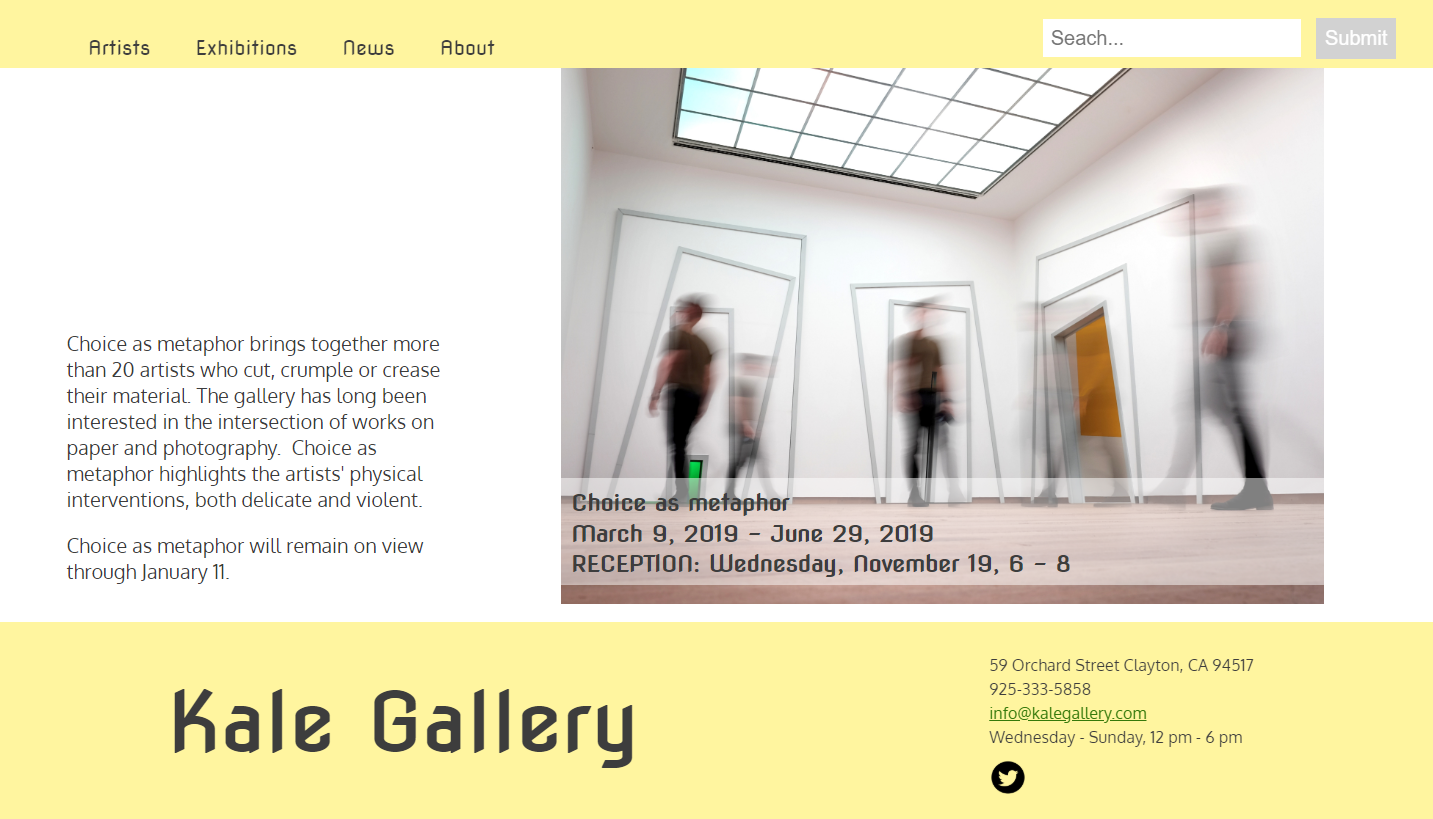 Artists Exhibitions News About Seach... Submit
Choice as metaphor brings together more
than 20 artists who cut, crumple or crease
their material. The gallery has long been
interested in the intersection of works on
paper and photography.  Choice as
metaphor highlights the artists' physical
interventions, both delicate and violent.
Choice as metaphor will remain on view
through January 11.
Choice as metaphor
March 9, 2019 - June 29, 2019
RECEPTION: Wednesday, November 19, 6 - 8
Kale Gallery
59 Orchard Street Clayton, CA 94517
925-333-5858
info@kalegallery.com
Wednesday - Sunday, 12 pm - 6 pm